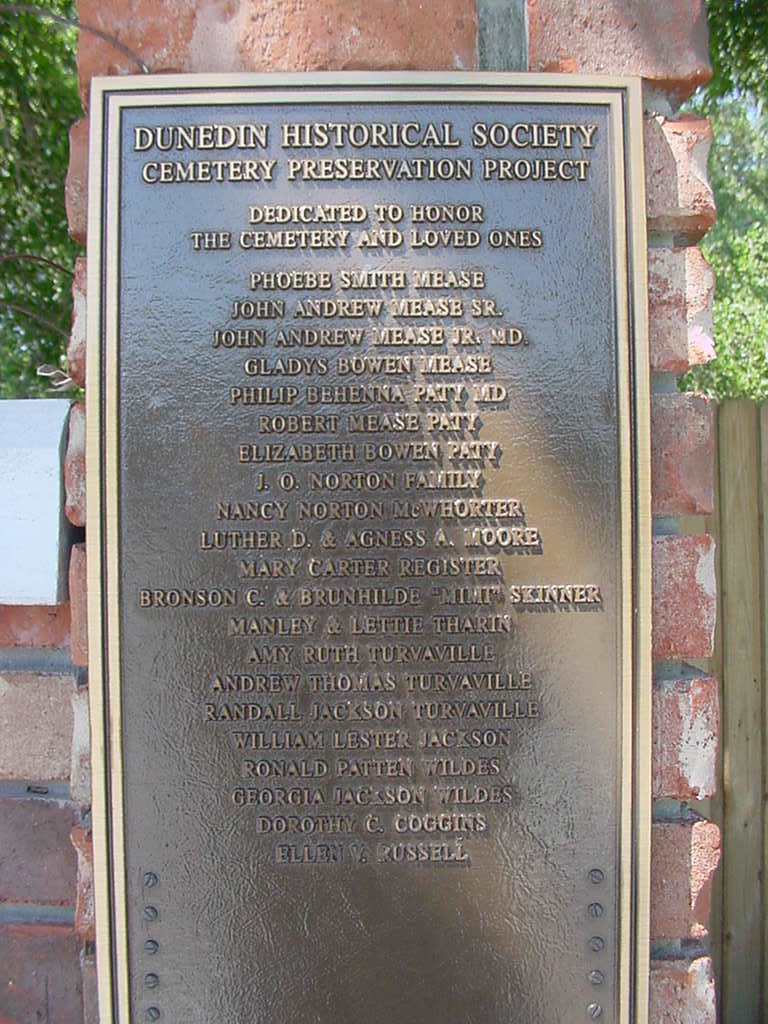 DUNEDIN HISTORICAL SOCIETY
CEMETERY PRESERVATION PROJECT
DEDICATED TO HONOR
THE CEMETERY AND LOVED ONES
PHOEBE SMITH MEASE
JOHN ANDREW MEASE SR.
JOHN ANDREW MEASE JR. MD.
GLADYS BOWEN MEASE
PHILIP BEHENNA PATY MD
ROBERT MEASE PATY
ELIZABETH BOWEN PATY
J. O. NORTON FAMILY
NANCY NORTON McWHORTER
LUTHER D. & AGNESS A. MOORE
MARY CARTER REGISTER
BRONSON C. & BRUNHILDE "MIMI" SKINNER
MANLEY & LETTIE THARIN
AMY RUTH TURVAVILLE
ANDREW THOMAS TURVAVILLE
RANDALL JACKSON TURVAVILLE
WILLIAM LESTER JACKSON
RONALD PATTEN WILDES
GEORGIA JACKSON WILDES
DOROTHY C. COGGINS
ELLEN V. RUSSELL